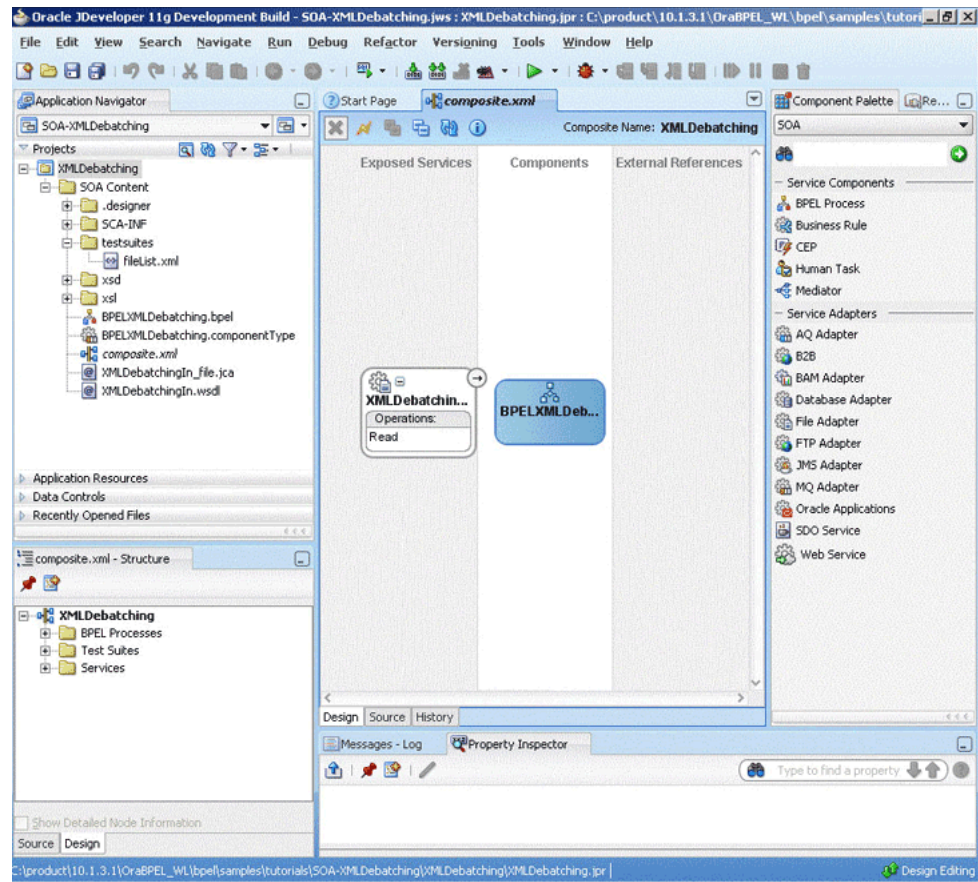 Oracle JDeveloper 11g Development Build - SOA-XMLDebatching.jws : XMLDebatching.jpr : C:\product\10.1.3.1\OraBPEL_WL\bpel\samples\tutori
File Edit View Search Navigate Run Debug Refactor Versioning Tools Window Help
Application Navigator
SOA-XMLDebatching
Projects
XMLDebatching
SOA Content
.designer
SCA-INF
testsuites
fileList.xml
xsd
xsl
BPELXMLDebatching.bpel
BPELXMLDebatching.componentType
composite.xml
XMLDebatchingIn_file.jca
XMLDebatchingIn.wsdl
Application Resources
Data Controls
Recently Opened Files
composite.xml - Structure
XMLDebatching
BPEL Processes
Test Suites
Services
Show Detailed Node Information
Source Design
Start Page composite.xml
Composite Name: XMLDebatching
Exposed Services Components External References
XMLDebatchin...
Operations:
Read
BPELXMLDeb...
Design Source History
Messages - Log Property Inspector
Type to find a property
Component Palette Re...
SOA
Service Components
BPEL Process
Business Rule
CEP
Human Task
Mediator
Service Adapters
AQ Adapter
B2B
BAM Adapter
Database Adapter
File Adapter
FTP Adapter
JMS Adapter
MQ Adapter
Oracle Applications
SDO Service
Web Service
C:\product\10.1.3.1\OraBPEL_WL\bpel\samples\tutorials\SOA-XMLDebatching\XMLDebatching\XMLDebatching.jpr
Design Editing